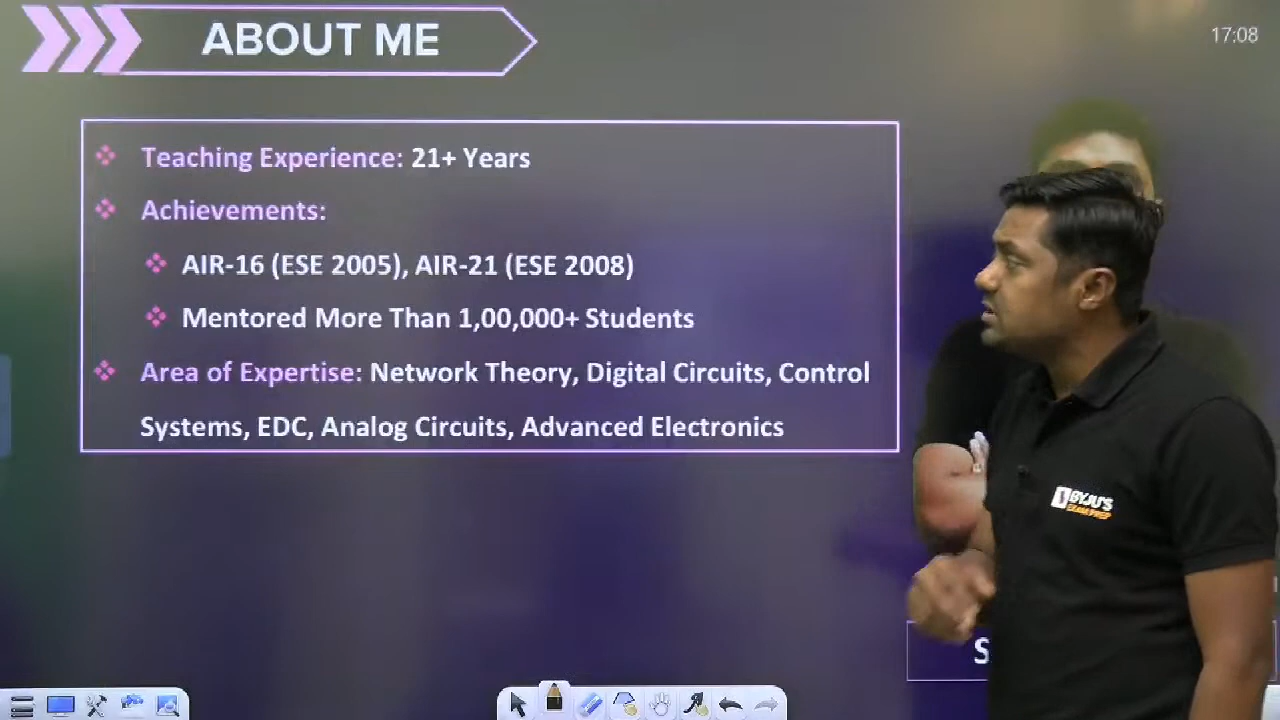 ABOUT ME
17:08
Teaching Experience: 21+ Years
Achievements:
AIR-16 (ESE 2005), AIR-21 (ESE 2008)
Mentored More Than 1,00,000+ Students
Area of Expertise: Network Theory, Digital Circuits, Control
Systems, EDC, Analog Circuits, Advanced Electronics
BYJU'S
EXAM PREP
S